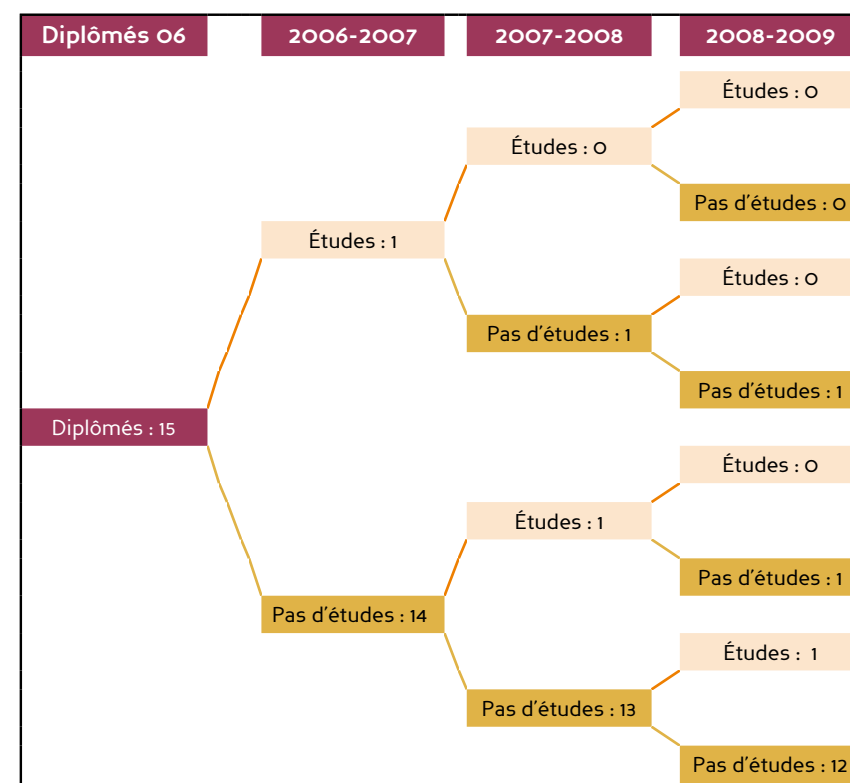 Diplômés 06
2006-2007
2007-2008
2008-2009
Études : 0
Études : 0
Pas d'études : 0
Études : 1
Études : 0
Pas d'études : 1
Pas d'études : 1
Diplômés : 15
Études : 0
Études : 1
Pas d'études : 1
Pas d'études : 14
Études : 1
Pas d'études : 13
Pas d'études : 12